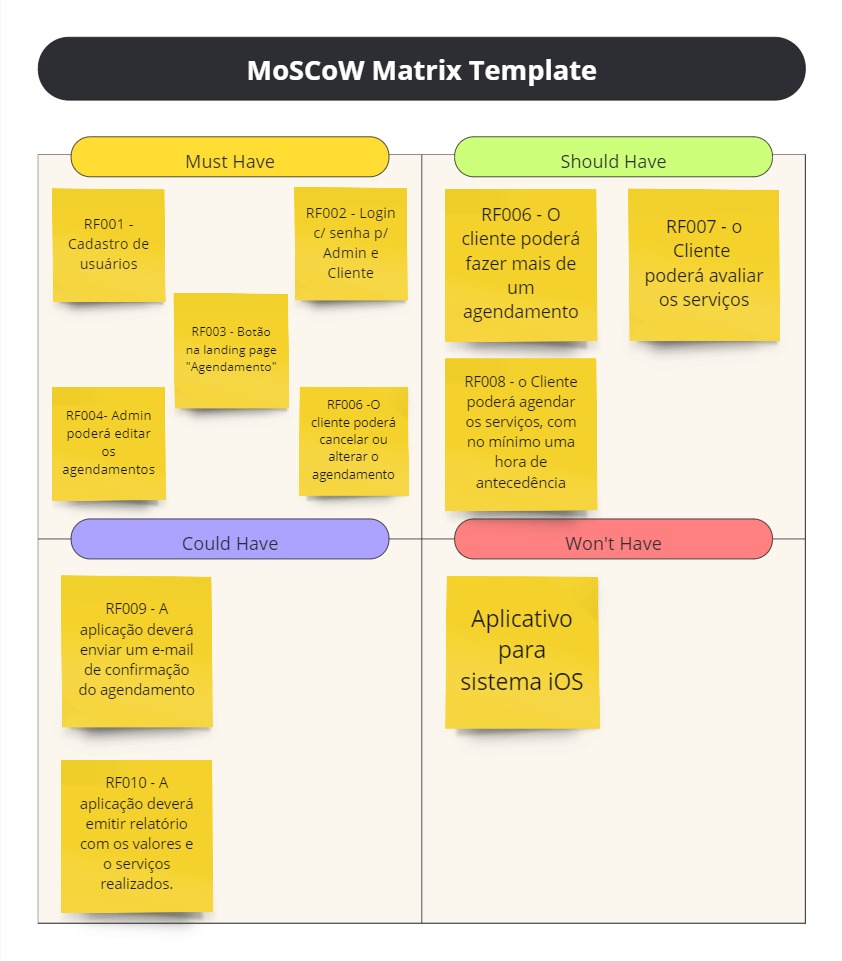 MoSCoW Matrix Template
Must Have
RF001 -
Cadastro de
usuários
RF002 - Login
c/ senha p/
Admin e
Cliente
RF003 - Botão
na landing page
"Agendamento"
RF004- Admin
poderá editar
os
agendamentos
RF006 -O
cliente poderá
cancelar ou
alterar o
agendamento
Should Have
RF006 - O
cliente poderá
fazer mais de
um
agendamento
RF007 - o
Cliente
poderá avaliar
os serviços
RF008 - o Cliente
poderá agendar
os serviços, com
no mínimo uma
hora de
antecedência
Could Have
RF009 - A
aplicação deverá
enviar um e-mail
de confirmação
do agendamento
RF010 - A
aplicação deverá
emitir relatório
com os valores e
o serviços
realizados.
Won't Have
Aplicativo
para
sistema iOS